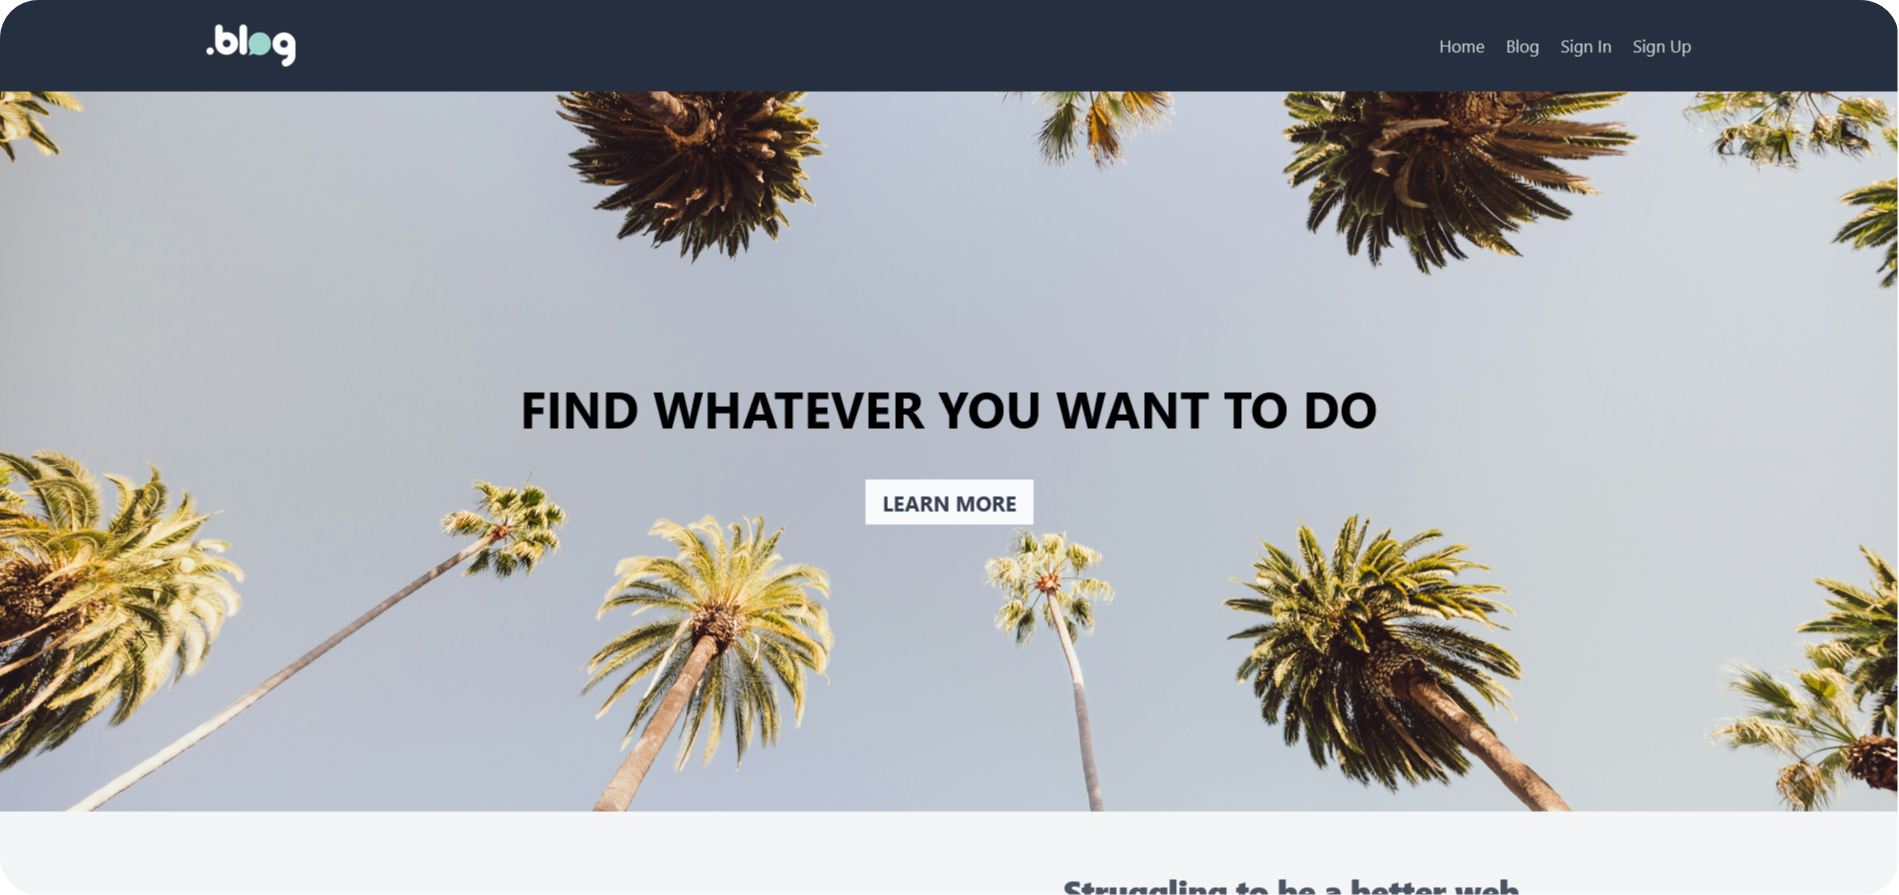 .blog
Home Blog Sign In Sign Up
FIND WHATEVER YOU WANT TO DO
LEARN MORE
Struggling to be a better web